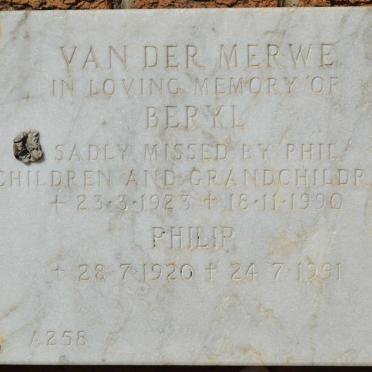 VAN DER MERWE
IN LOVING MEMORY OF
BERYL
SADLY MISSED BY PHIL
CHILDREN AND GRANDCHILDR
+ 23·3·1923 + 18·11·1990
PHILIP
+ 28·7·1920 + 24·7·1991
A258